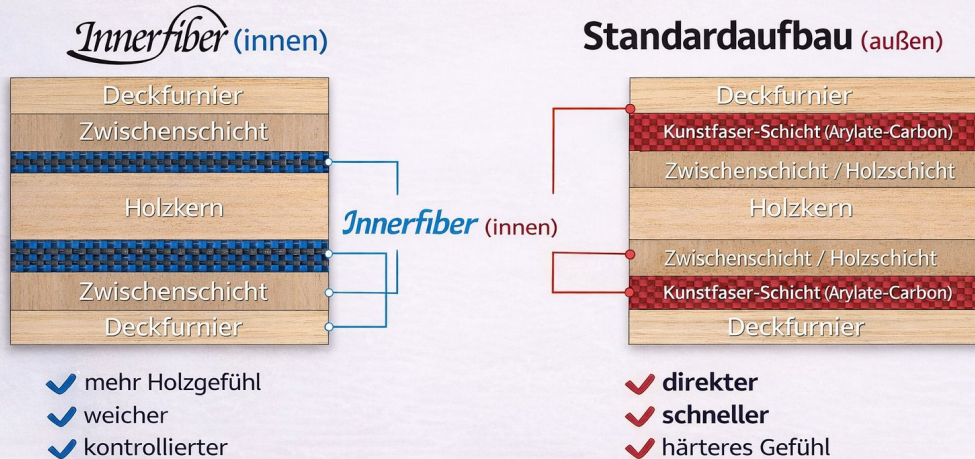 Innerfiber (innen)
Deckfurnier
Zwischenschicht
Holzkern
Zwischenschicht
Deckfurnier
mehr Holzgefühl
weicher
kontrollierter
Innerfiber (innen)
Standardaufbau (außen)
Deckfurnier
Kunstfaser-Schicht (Arylate-Carbon)
Zwischenschicht / Holzschicht
Holzkern
Zwischenschicht / Holzschicht
Kunstfaser-Schicht (Arylate-Carbon)
Deckfurnier
direkter
schneller
härteres Gefühl